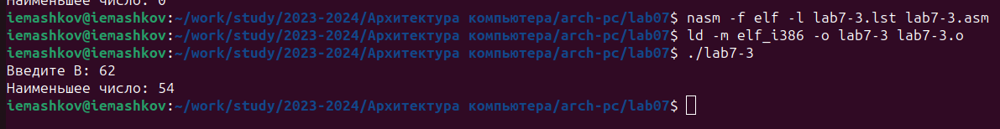 Наименьшее число: 0
iemashkov@iemashkov:~/work/study/2023-2024/Архитектура компьютера/arch-pc/lab07$ nasm -f elf -l lab7-3.lst lab7-3.asm
iemashkov@iemashkov:~/work/study/2023-2024/Архитектура компьютера/arch-pc/lab07$ ld -m elf_i386 -o lab7-3 lab7-3.o
iemashkov@iemashkov:~/work/study/2023-2024/Архитектура компьютера/arch-pc/lab07$ ./lab7-3
Введите В: 62
Наименьшее число: 54
iemashkov@iemashkov:~/work/study/2023-2024/Архитектура компьютера/arch-pc/lab07$